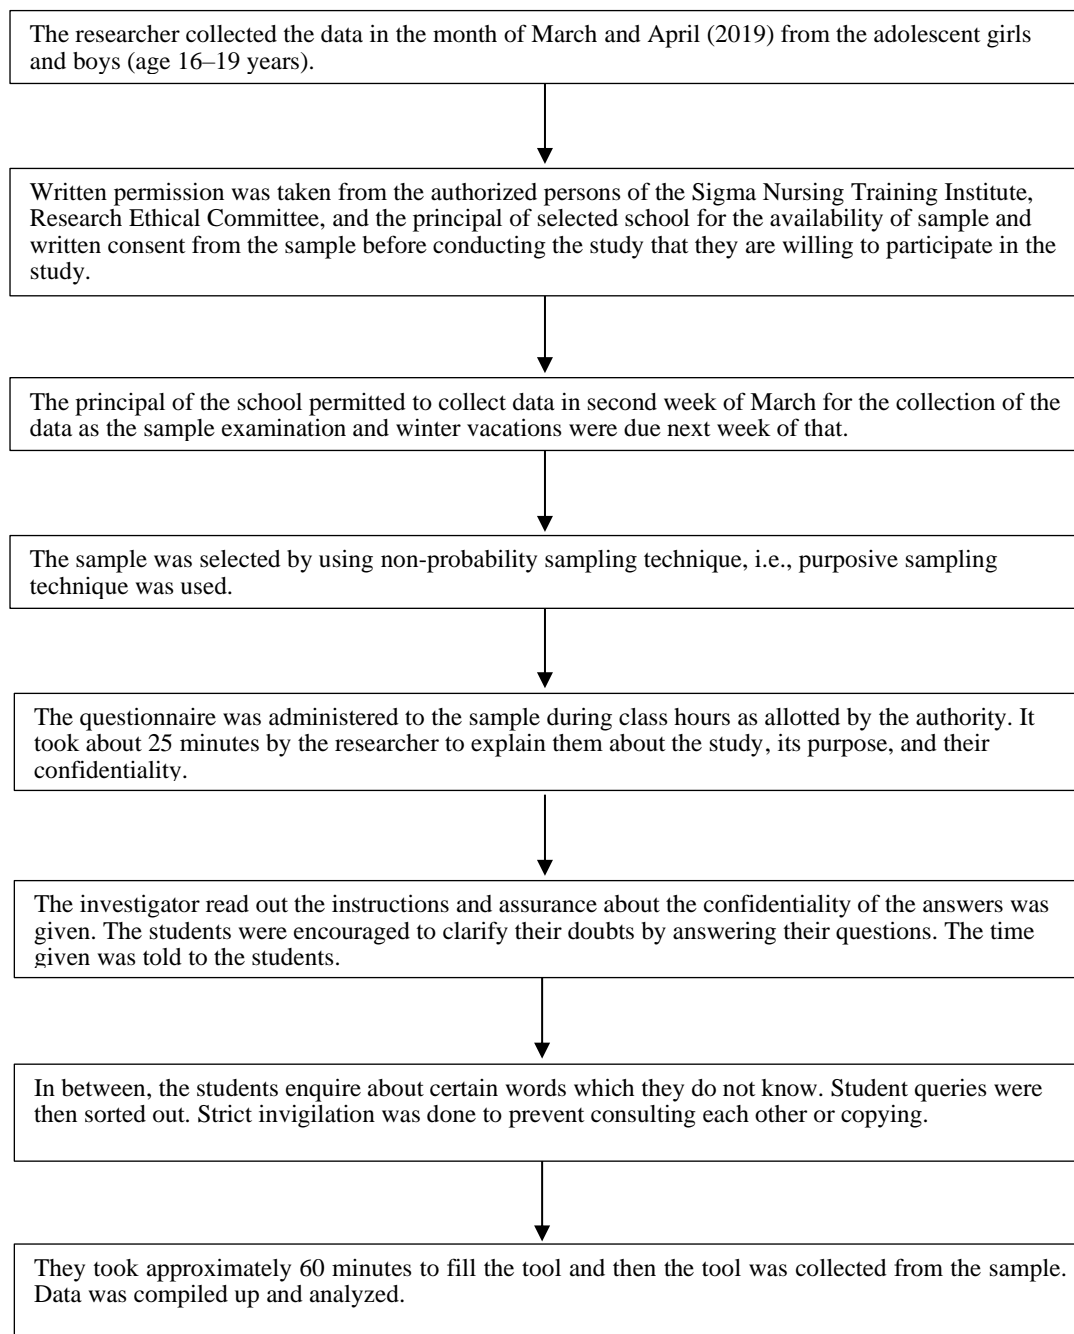 The researcher collected the data in the month of March and April (2019) from the adolescent girls
and boys (age 16–19 years).
Written permission was taken from the authorized persons of the Sigma Nursing Training Institute,
Research Ethical Committee, and the principal of selected school for the availability of sample and
written consent from the sample before conducting the study that they are willing to participate in the
study.
The principal of the school permitted to collect data in second week of March for the collection of the
data as the sample examination and winter vacations were due next week of that.
The sample was selected by using non-probability sampling technique, i.e., purposive sampling
technique was used.
The questionnaire was administered to the sample during class hours as allotted by the authority. It
took about 25 minutes by the researcher to explain them about the study, its purpose, and their
confidentiality.
The investigator read out the instructions and assurance about the confidentiality of the answers was
given. The students were encouraged to clarify their doubts by answering their questions. The time
given was told to the students.
In between, the students enquire about certain words which they do not know. Student queries were
then sorted out. Strict invigilation was done to prevent consulting each other or copying.
They took approximately 60 minutes to fill the tool and then the tool was collected from the sample.
Data was compiled up and analyzed.